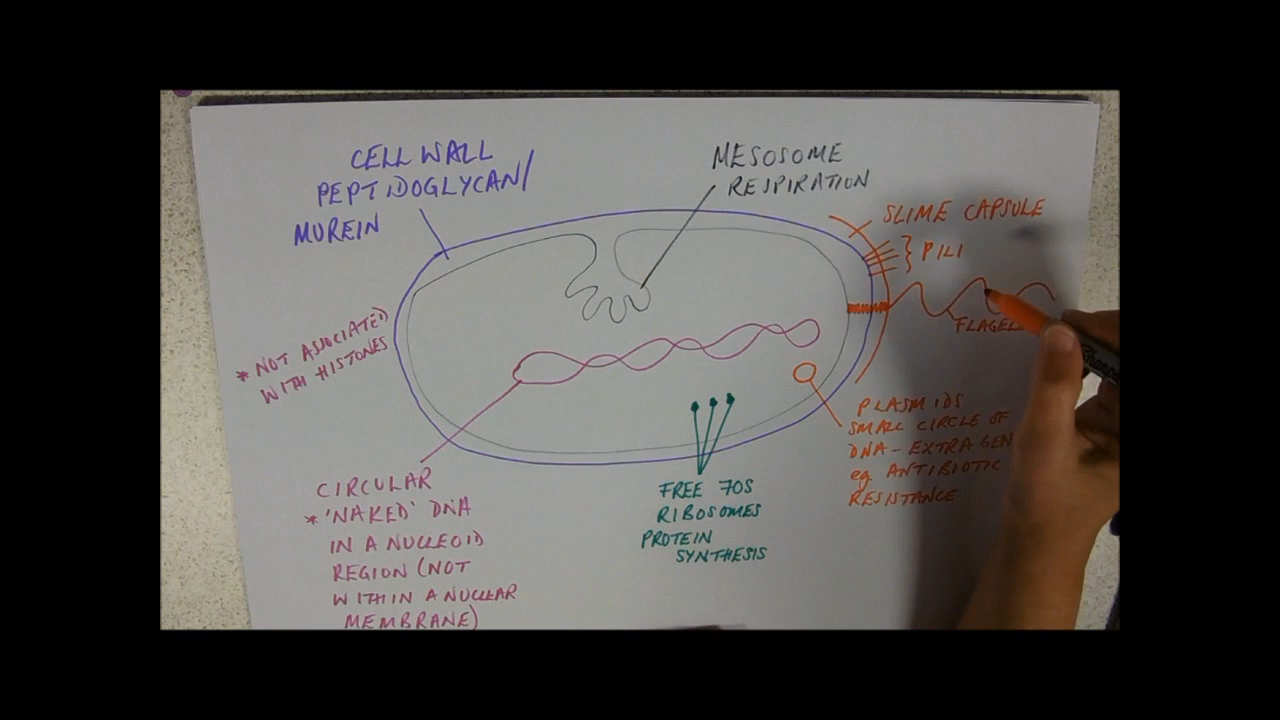 CELL WALL
PEPTIDOGLYCAN/
MUREIN
MESOSOME
RESPIRATION
SLIME CAPSULE
PILI
* NOT ASSOCIATED
WITH HISTONES
PLASMIDS
SMALL CIRCLE OF
DNA - EXTRA GEN
eg. ANTIBIOTIC
RESISTANCE
CIRCULAR
* 'NAKED' DNA
IN A NUCLEOID
REGION (NOT
WITHIN A NUCLEAR
MEMBRANE)
FREE 70S
RIBOSOMES
PROTEIN
SYNTHESIS